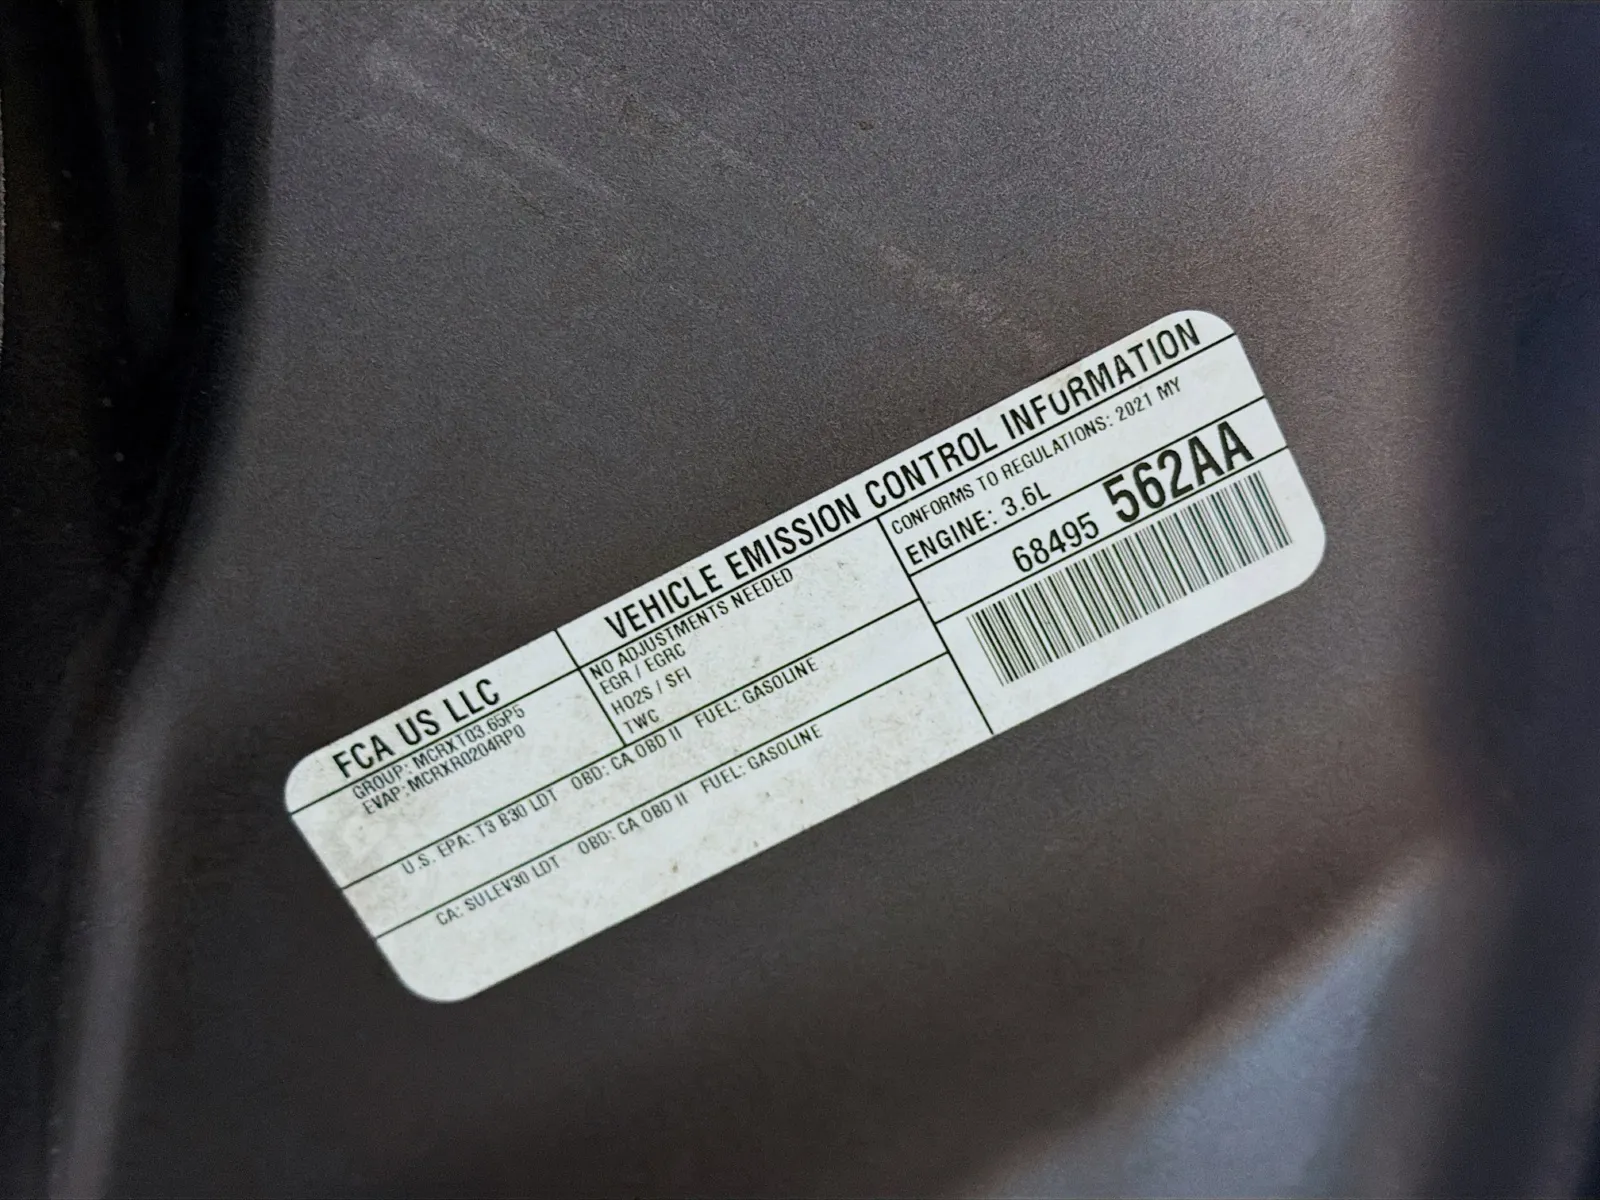 FCA US LLC
GROUP: MCRXT03.65P5
EVAP: MCRXR0204RP0
VEHICLE EMISSION CONTROL INFORMATION
NO ADJUSTMENTS NEEDED
EGR / EGRC
HO2S / SFI
TWC
CONFORMS TO REGULATIONS: 2021 MY
ENGINE: 3.6L
68495 562AA
U.S. EPA: T3 B30 LDT OBD: CA OBD II FUEL: GASOLINE
CA: SULEV30 LDT OBD: CA OBD II FUEL: GASOLINE